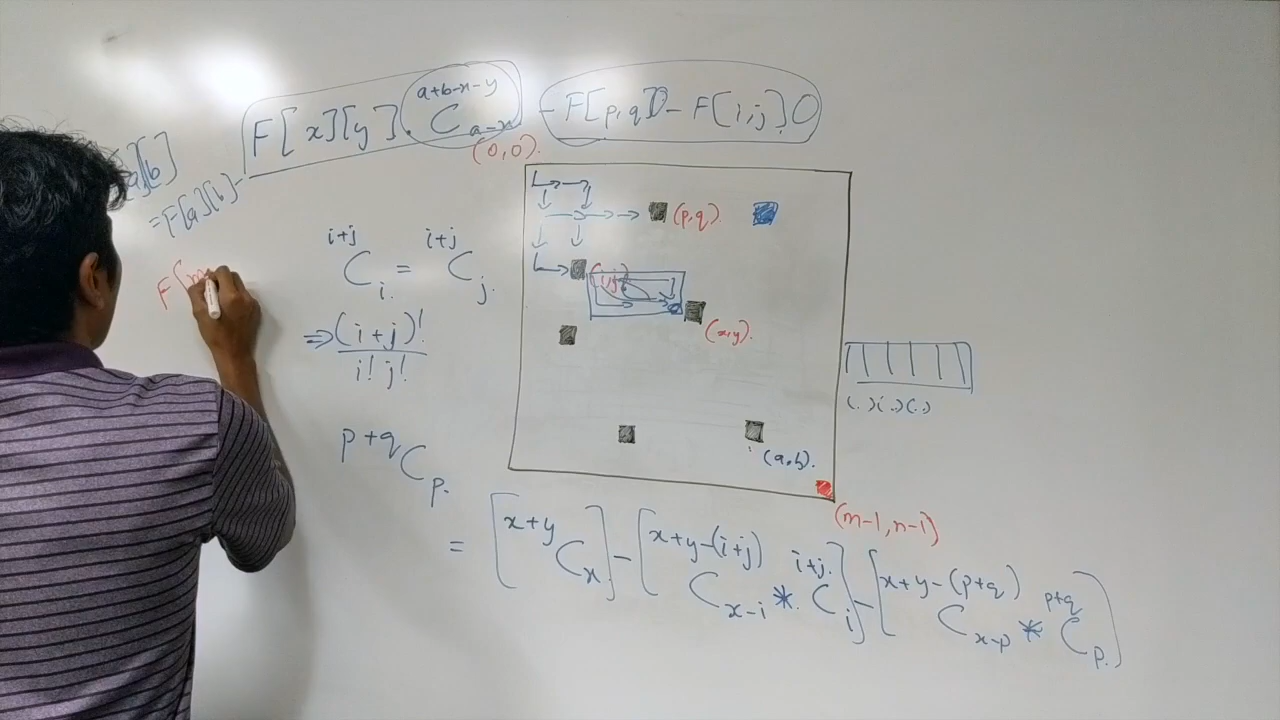 F[x][y] . a+b-x-y C a-x - F[p,q]() - F[i,j]()
a][b]
= F[a][b] -
F[m
i+j C i = i+j C j
⇒ (i+j)!
i! j!
p+q C p
(0,0)
(p,q)
(i,j)
(x,y)
(a,b)
(m-1, n-1)
(.)(.)(.)
= [x+y C x] - [x+y-(i+j) C x-i * i+j C i] - [x+y-(p+q) C x-p * p+q C p]